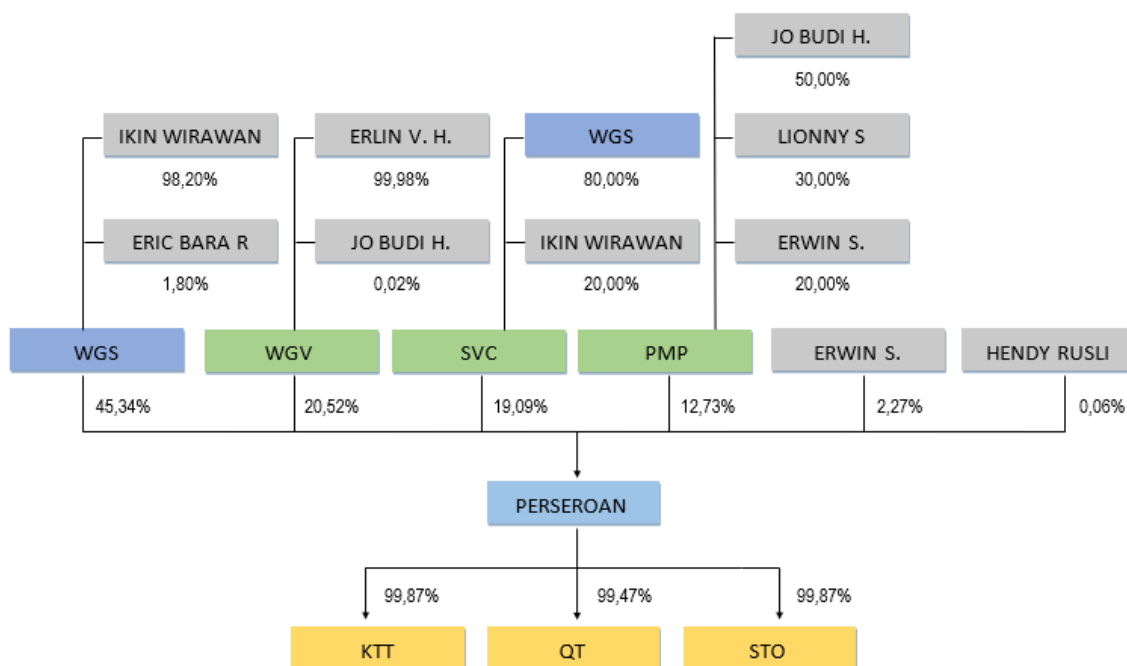 JO BUDI H.
50,00%
IKIN WIRAWAN
ERLIN V. H.
WGS
LIONNY S
98,20%
99,98%
80,00%
30,00%
ERIC BARA R
JO BUDI H.
IKIN WIRAWAN
ERWIN S.
1,80%
0,02%
20,00%
20,00%
WGS
WGV
SVC
PMP
ERWIN S.
HENDY RUSLI
45,34%
20,52%
19,09%
12,73%
2,27%
0,06%
PERSEROAN
99,87%
99,47%
99,87%
KTT
QT
STO